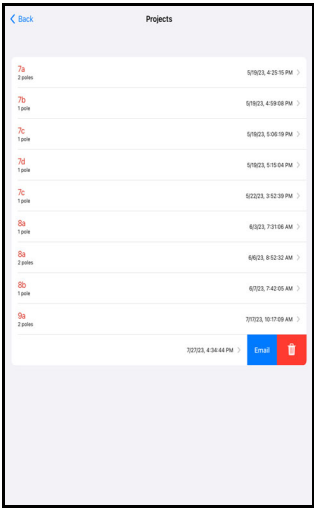 Back
Projects
7a
2 poles
5/19/23, 4:25:15 PM
7b
1 pole
5/19/23, 4:59:08 PM
7c
1 pole
5/19/23, 5:06:19 PM
7d
1 pole
5/19/23, 5:15:04 PM
7c
1 pole
5/22/23, 3:52:39 PM
8a
1 pole
6/3/23, 7:31:06 AM
8a
2 poles
6/6/23, 8:52:32 AM
8b
1 pole
6/7/23, 7:42:05 AM
9a
2 poles
7/17/23, 10:17:09 AM
7/27/23, 4:34:44 PM
Email